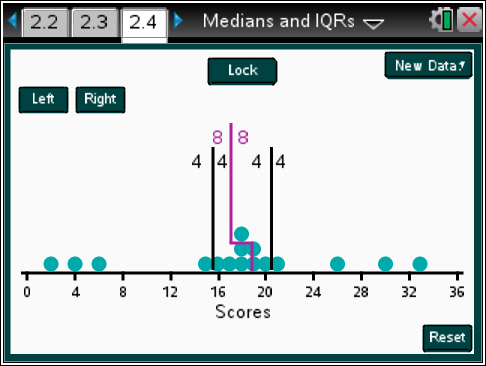 2.2 2.3 2.4 Medians and IQRs
Lock
New Data:
Left Right
8 8
4 4 4 4
0 4 8 12 16 20 24 28 32 36
Scores
Reset